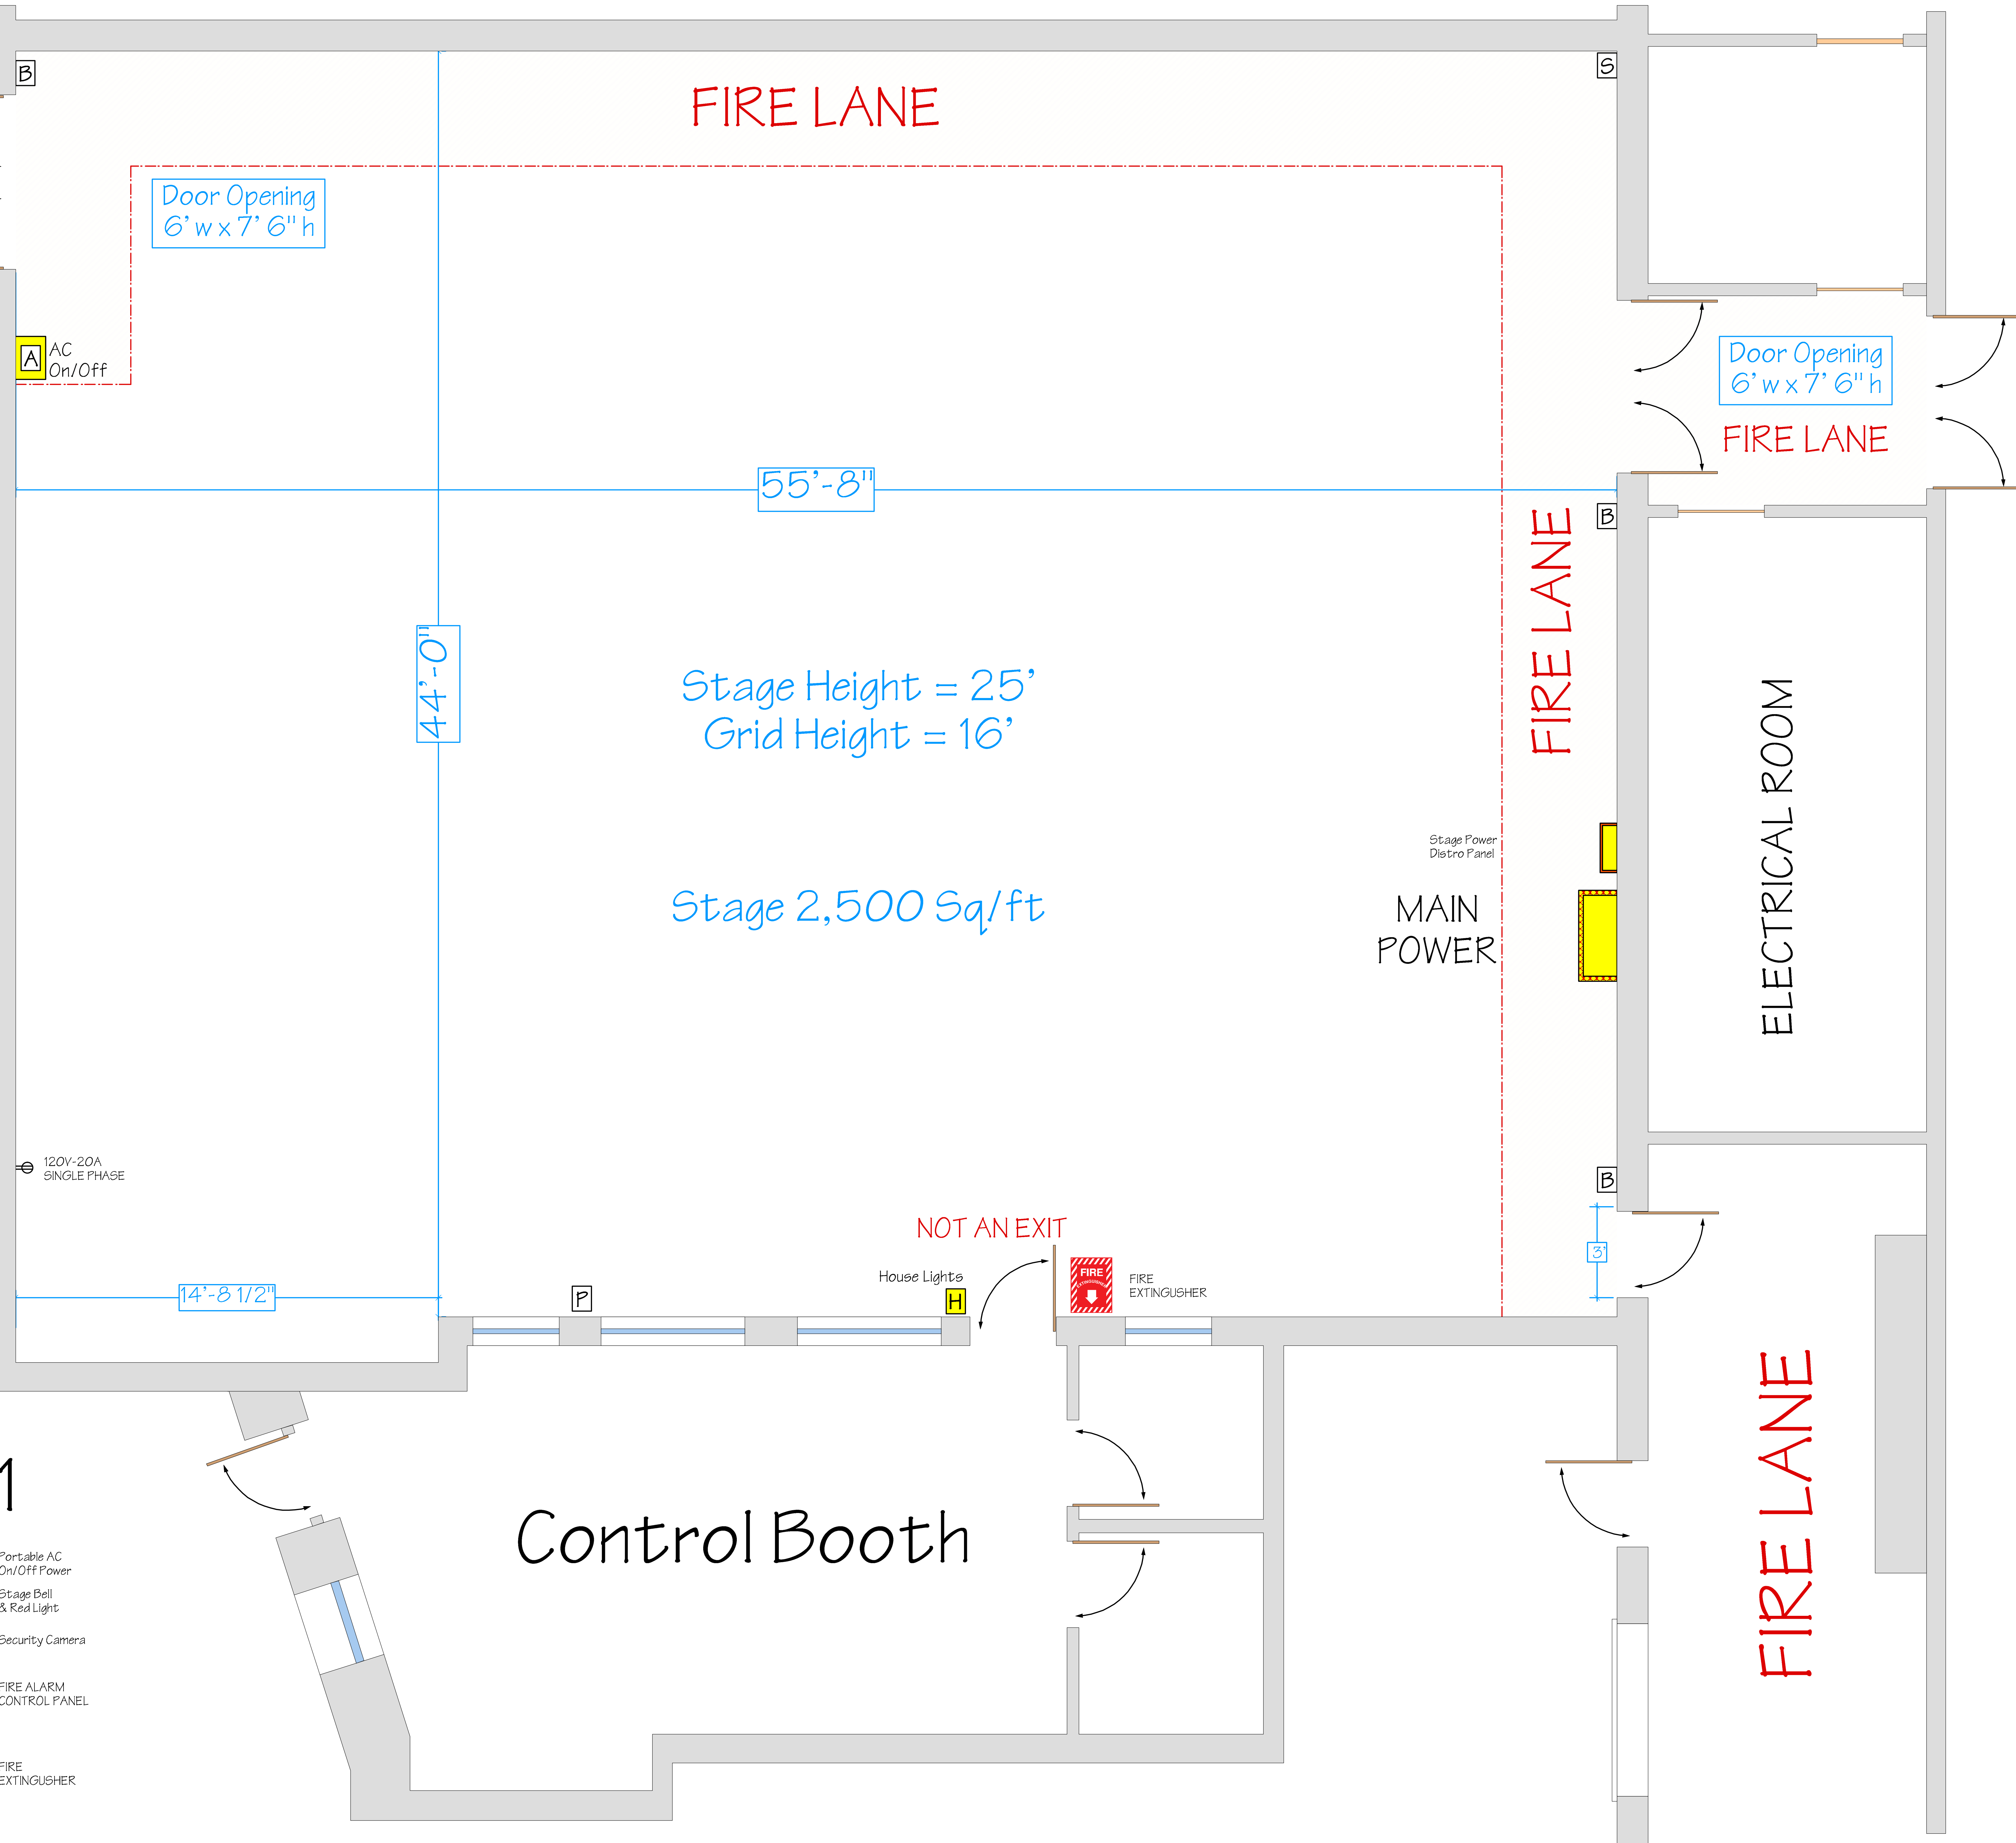 B
S
FIRE LANE
Door Opening
6' w x 7' 6" h
A
AC
On/Off
Door Opening
6' w x 7' 6" h
FIRE LANE
55'-8"
B
FIRE LANE
44'-0"
Stage Height = 25'
Grid Height = 16'
ELECTRICAL ROOM
Stage Power
Distro Panel
Stage 2,500 Sq/ft
MAIN
POWER
120V-20A
SINGLE PHASE
B
NOT AN EXIT
3'
14'-8 1/2"
P
House Lights
H
FIRE
EXTINGUISHER
FIRE
EXTINGUSHER
FIRE LANE
1
Control Booth
Portable AC
On/Off Power
Stage Bell
& Red Light
Security Camera
FIRE ALARM
CONTROL PANEL
FIRE
EXTINGUSHER